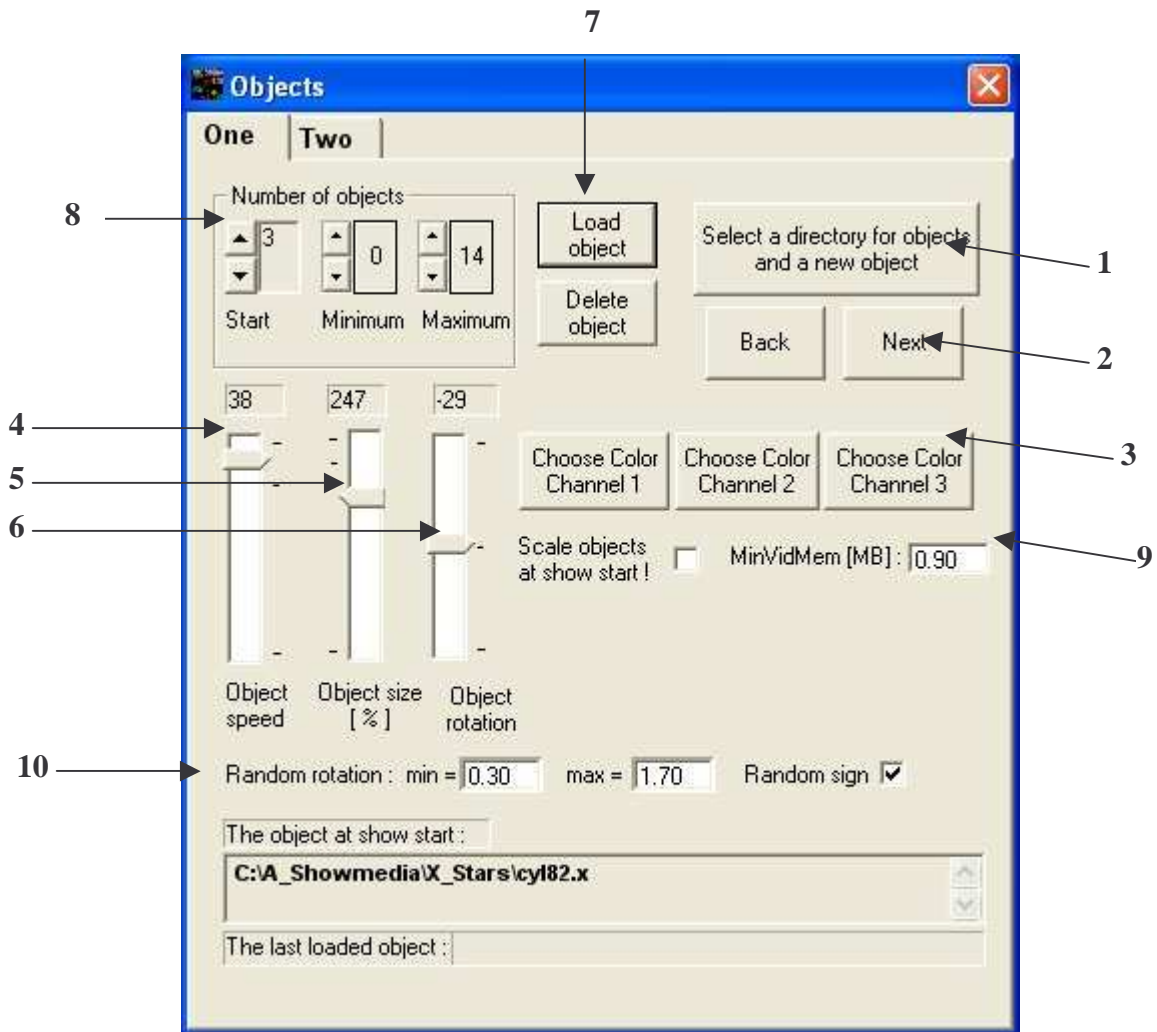 7
Objects
One Two
Number of objects
8
3 0 14
Start Minimum Maximum
Load
object
Delete
object
Select a directory for objects
and a new object
1
Back Next
2
38 247 -29
4
5
6
Choose Color
Channel 1
Choose Color
Channel 2
Choose Color
Channel 3
3
Scale objects
at show start !
MinVidMem [MB] : 0.90
9
Object
speed
Object size
[ % ]
Object
rotation
10
Random rotation : min = 0.30 max = 1.70 Random sign
The object at show start :
C:\A_Showmedia\X_Stars\cyl82.x
The last loaded object :